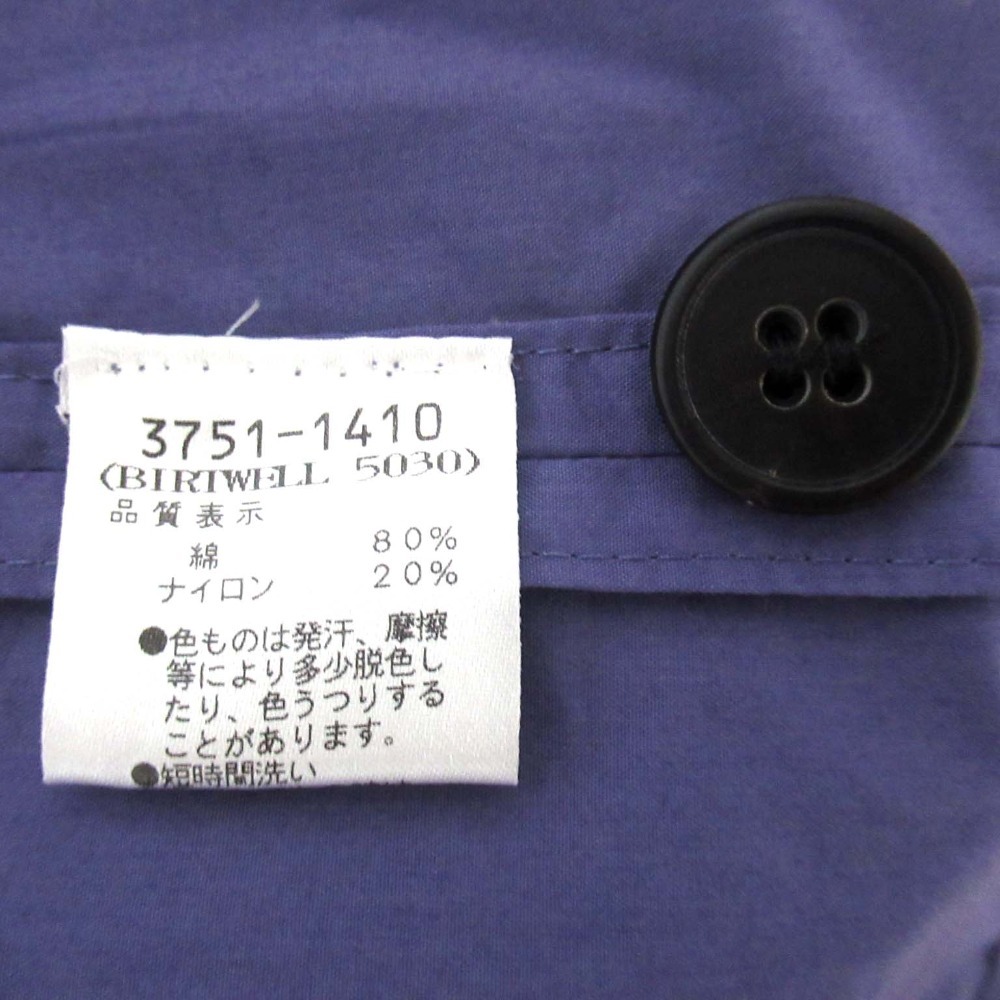 3751-1410
(BIRTWELL 5030)
品質表示
綿 80%
ナイロン 20%
●色ものは発汗、摩擦
等により多少脱色し
たり、色うつりする
ことがあります。
●短時間洗い